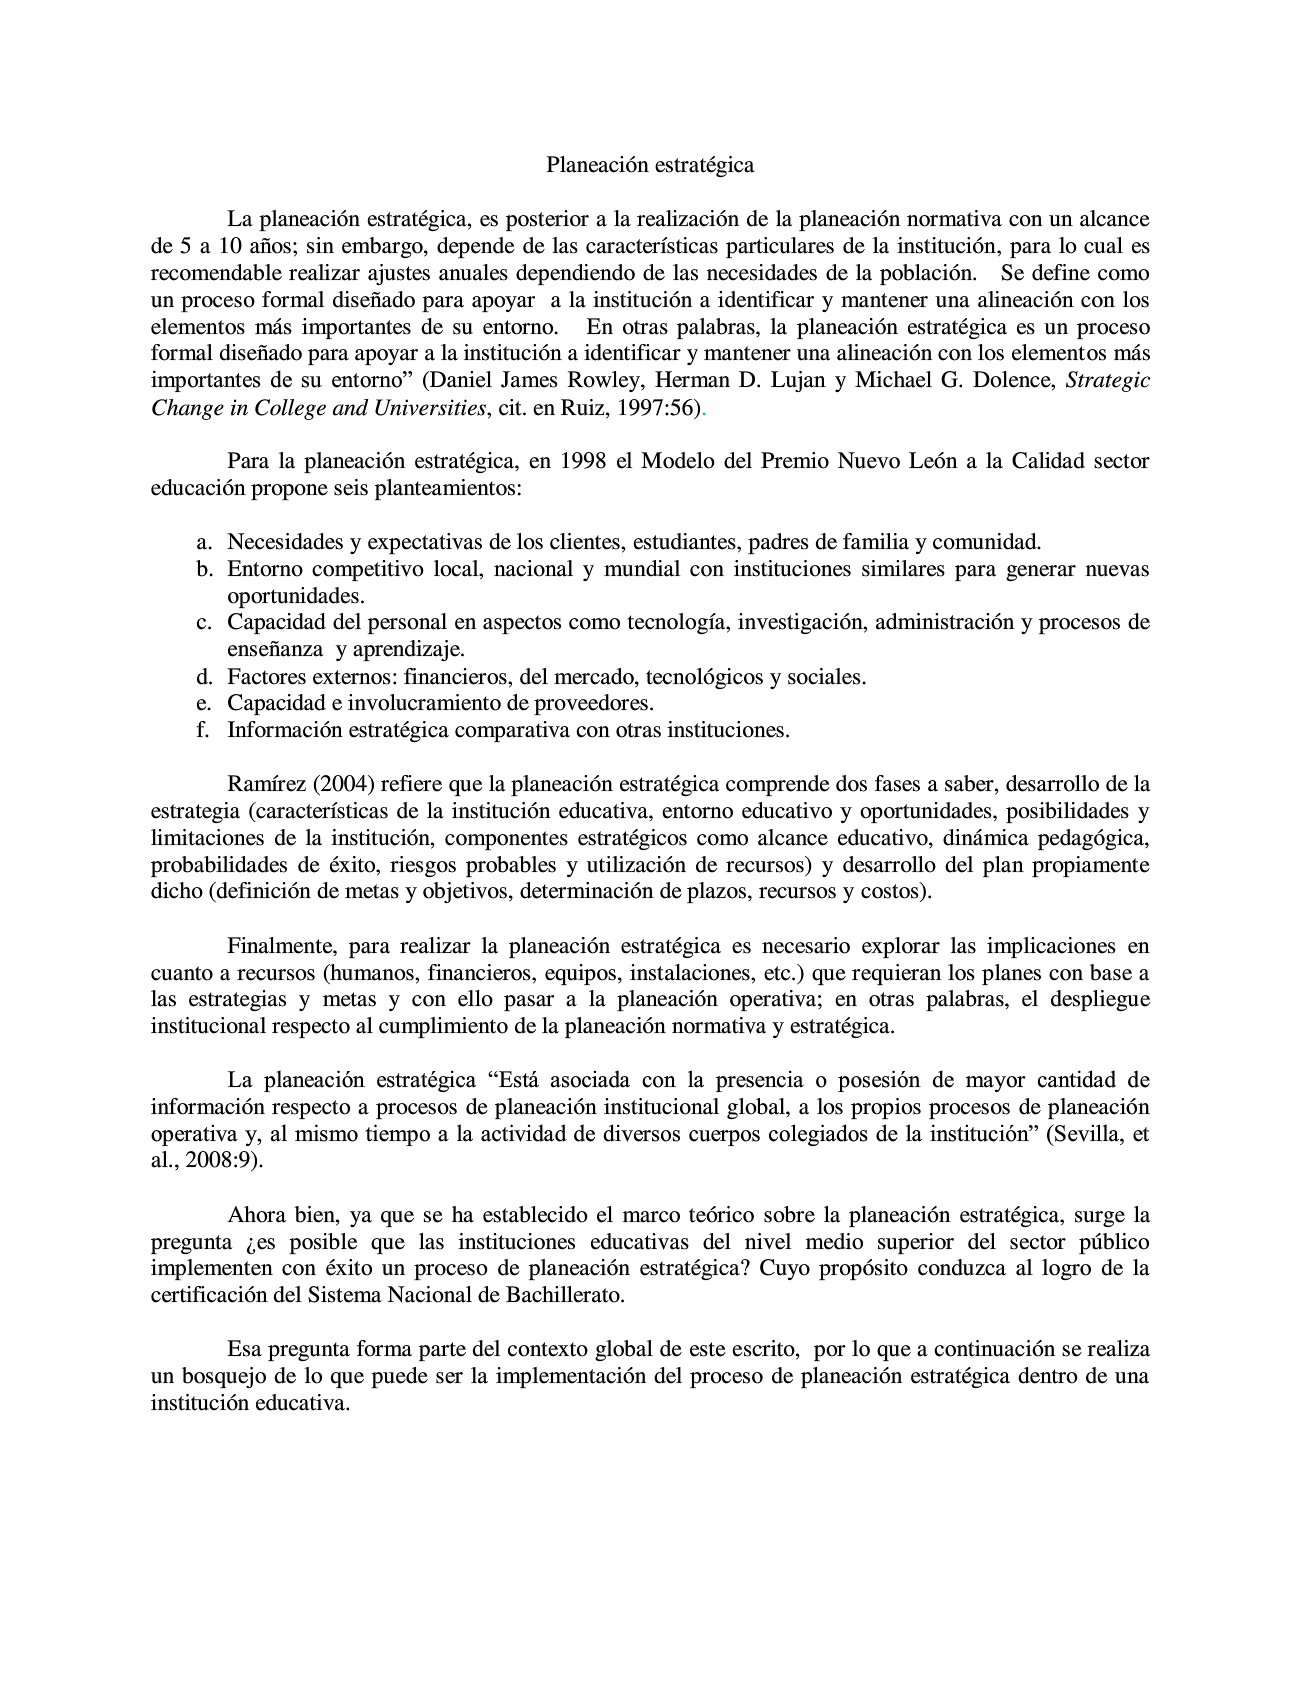 Planeación estratégica
La planeación estratégica, es posterior a la realización de la planeación normativa con un alcance
de 5 a 10 años; sin embargo, depende de las características particulares de la institución, para lo cual es
recomendable realizar ajustes anuales dependiendo de las necesidades de la población.   Se define como
un proceso formal diseñado para apoyar  a la institución a identificar y mantener una alineación con los
elementos más importantes de su entorno.   En otras palabras, la planeación estratégica es un proceso
formal diseñado para apoyar a la institución a identificar y mantener una alineación con los elementos más
importantes de su entorno” (Daniel James Rowley, Herman D. Lujan y Michael G. Dolence, Strategic
Change in College and Universities, cit. en Ruiz, 1997:56).
Para la planeación estratégica, en 1998 el Modelo del Premio Nuevo León a la Calidad sector
educación propone seis planteamientos:
a. Necesidades y expectativas de los clientes, estudiantes, padres de familia y comunidad.
b. Entorno competitivo local, nacional y mundial con instituciones similares para generar nuevas
oportunidades.
c. Capacidad del personal en aspectos como tecnología, investigación, administración y procesos de
enseñanza  y aprendizaje.
d. Factores externos: financieros, del mercado, tecnológicos y sociales.
e. Capacidad e involucramiento de proveedores.
f. Información estratégica comparativa con otras instituciones.
Ramírez (2004) refiere que la planeación estratégica comprende dos fases a saber, desarrollo de la
estrategia (características de la institución educativa, entorno educativo y oportunidades, posibilidades y
limitaciones de la institución, componentes estratégicos como alcance educativo, dinámica pedagógica,
probabilidades de éxito, riesgos probables y utilización de recursos) y desarrollo del plan propiamente
dicho (definición de metas y objetivos, determinación de plazos, recursos y costos).
Finalmente, para realizar la planeación estratégica es necesario explorar las implicaciones en
cuanto a recursos (humanos, financieros, equipos, instalaciones, etc.) que requieran los planes con base a
las estrategias y metas y con ello pasar a la planeación operativa; en otras palabras, el despliegue
institucional respecto al cumplimiento de la planeación normativa y estratégica.
La planeación estratégica “Está asociada con la presencia o posesión de mayor cantidad de
información respecto a procesos de planeación institucional global, a los propios procesos de planeación
operativa y, al mismo tiempo a la actividad de diversos cuerpos colegiados de la institución” (Sevilla, et
al., 2008:9).
Ahora bien, ya que se ha establecido el marco teórico sobre la planeación estratégica, surge la
pregunta ¿es posible que las instituciones educativas del nivel medio superior del sector público
implementen con éxito un proceso de planeación estratégica? Cuyo propósito conduzca al logro de la
certificación del Sistema Nacional de Bachillerato.
Esa pregunta forma parte del contexto global de este escrito,  por lo que a continuación se realiza
un bosquejo de lo que puede ser la implementación del proceso de planeación estratégica dentro de una
institución educativa.